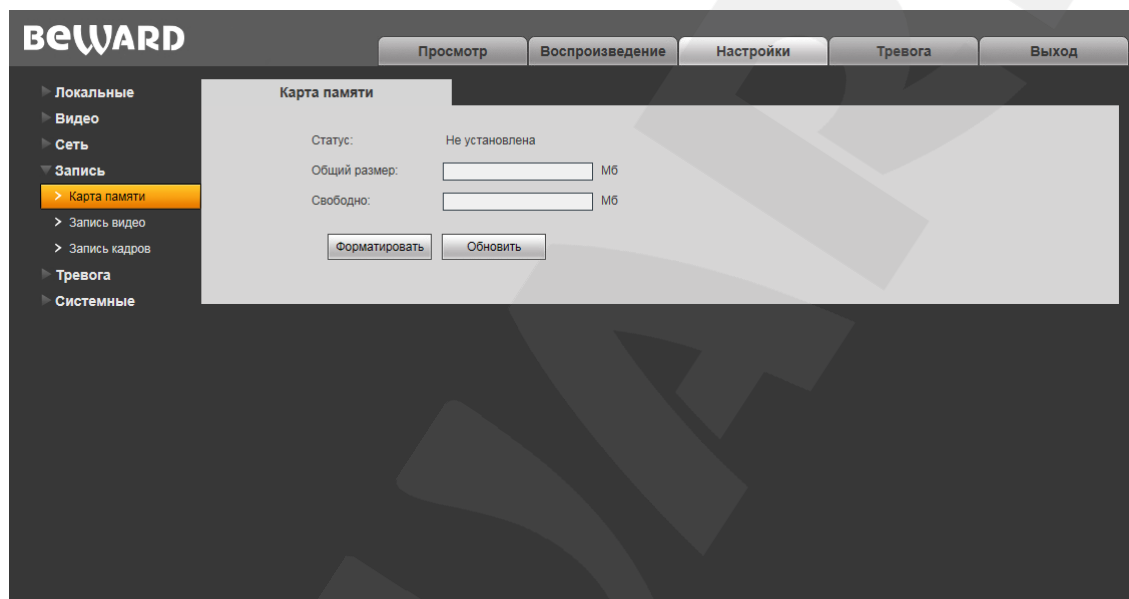 BEWARD
Просмотр Воспроизведение Настройки Тревога Выход
Локальные
Видео
Сеть
Запись
> Карта памяти
> Запись видео
> Запись кадров
Тревога
Системные
Карта памяти
Статус: Не установлена
Общий размер: Мб
Свободно: Мб
Форматировать Обновить